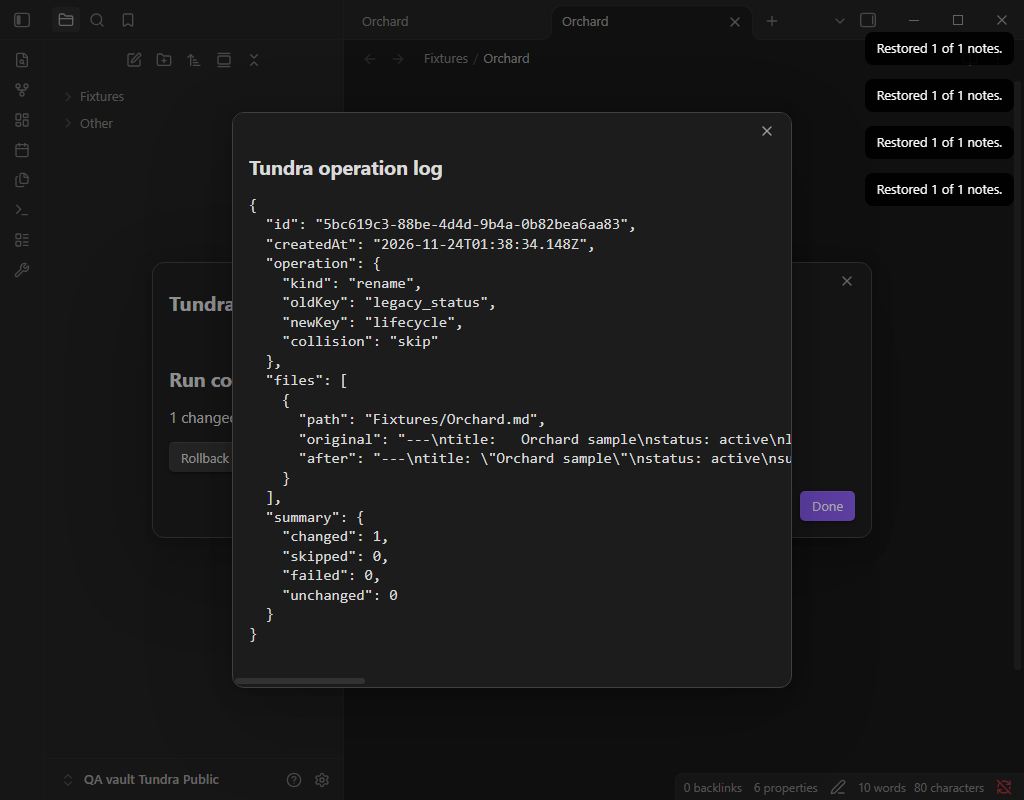 Orchard
Orchard
Fixtures / Orchard
Restored 1 of 1 notes.
Restored 1 of 1 notes.
Restored 1 of 1 notes.
Restored 1 of 1 notes.
Fixtures
Other
Tundra
Run co
1 changed
Rollback
Done
Tundra operation log
{
  "id": "5bc619c3-88be-4d4d-9b4a-0b82bea6aa83",
  "createdAt": "2026-11-24T01:38:34.148Z",
  "operation": {
    "kind": "rename",
    "oldKey": "legacy_status",
    "newKey": "lifecycle",
    "collision": "skip"
  },
  "files": [
    {
      "path": "Fixtures/Orchard.md",
      "original": "---\ntitle:   Orchard sample\nstatus: active\nl
      "after": "---\ntitle: \"Orchard sample\"\nstatus: active\nsu
    }
  ],
  "summary": {
    "changed": 1,
    "skipped": 0,
    "failed": 0,
    "unchanged": 0
  }
}
QA vault Tundra Public
0 backlinks 6 properties 10 words 80 characters